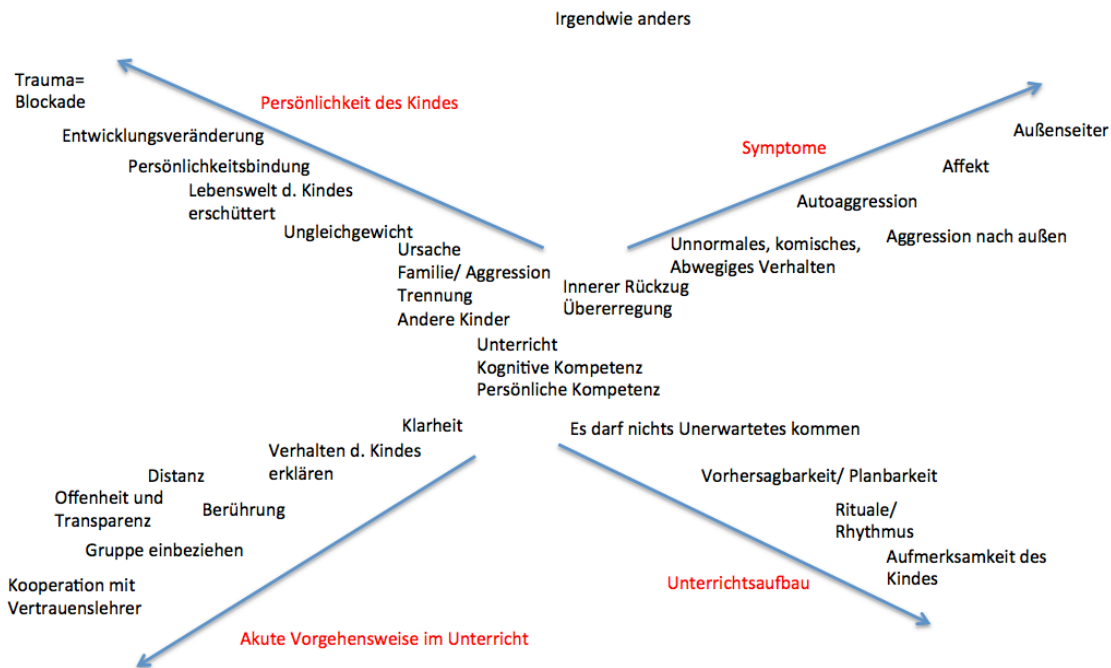 Irgendwie anders
Trauma=
Blockade
Persönlichkeit des Kindes
Entwicklungsveränderung
Persönlichkeitsbindung
Lebenswelt d. Kindes
erschüttert
Ungleichgewicht
Ursache
Familie/ Aggression
Trennung
Andere Kinder
Symptome
Außenseiter
Affekt
Autoaggression
Aggression nach außen
Unnormales, komisches,
Abwegiges Verhalten
Innerer Rückzug
Übererregung
Unterricht
Kognitive Kompetenz
Persönliche Kompetenz
Klarheit
Verhalten d. Kindes
erklären
Distanz
Offenheit und
Transparenz
Berührung
Gruppe einbeziehen
Kooperation mit
Vertrauenslehrer
Akute Vorgehensweise im Unterricht
Es darf nichts Unerwartetes kommen
Vorhersagbarkeit/ Planbarkeit
Rituale/
Rhythmus
Aufmerksamkeit des
Kindes
Unterrichtsaufbau